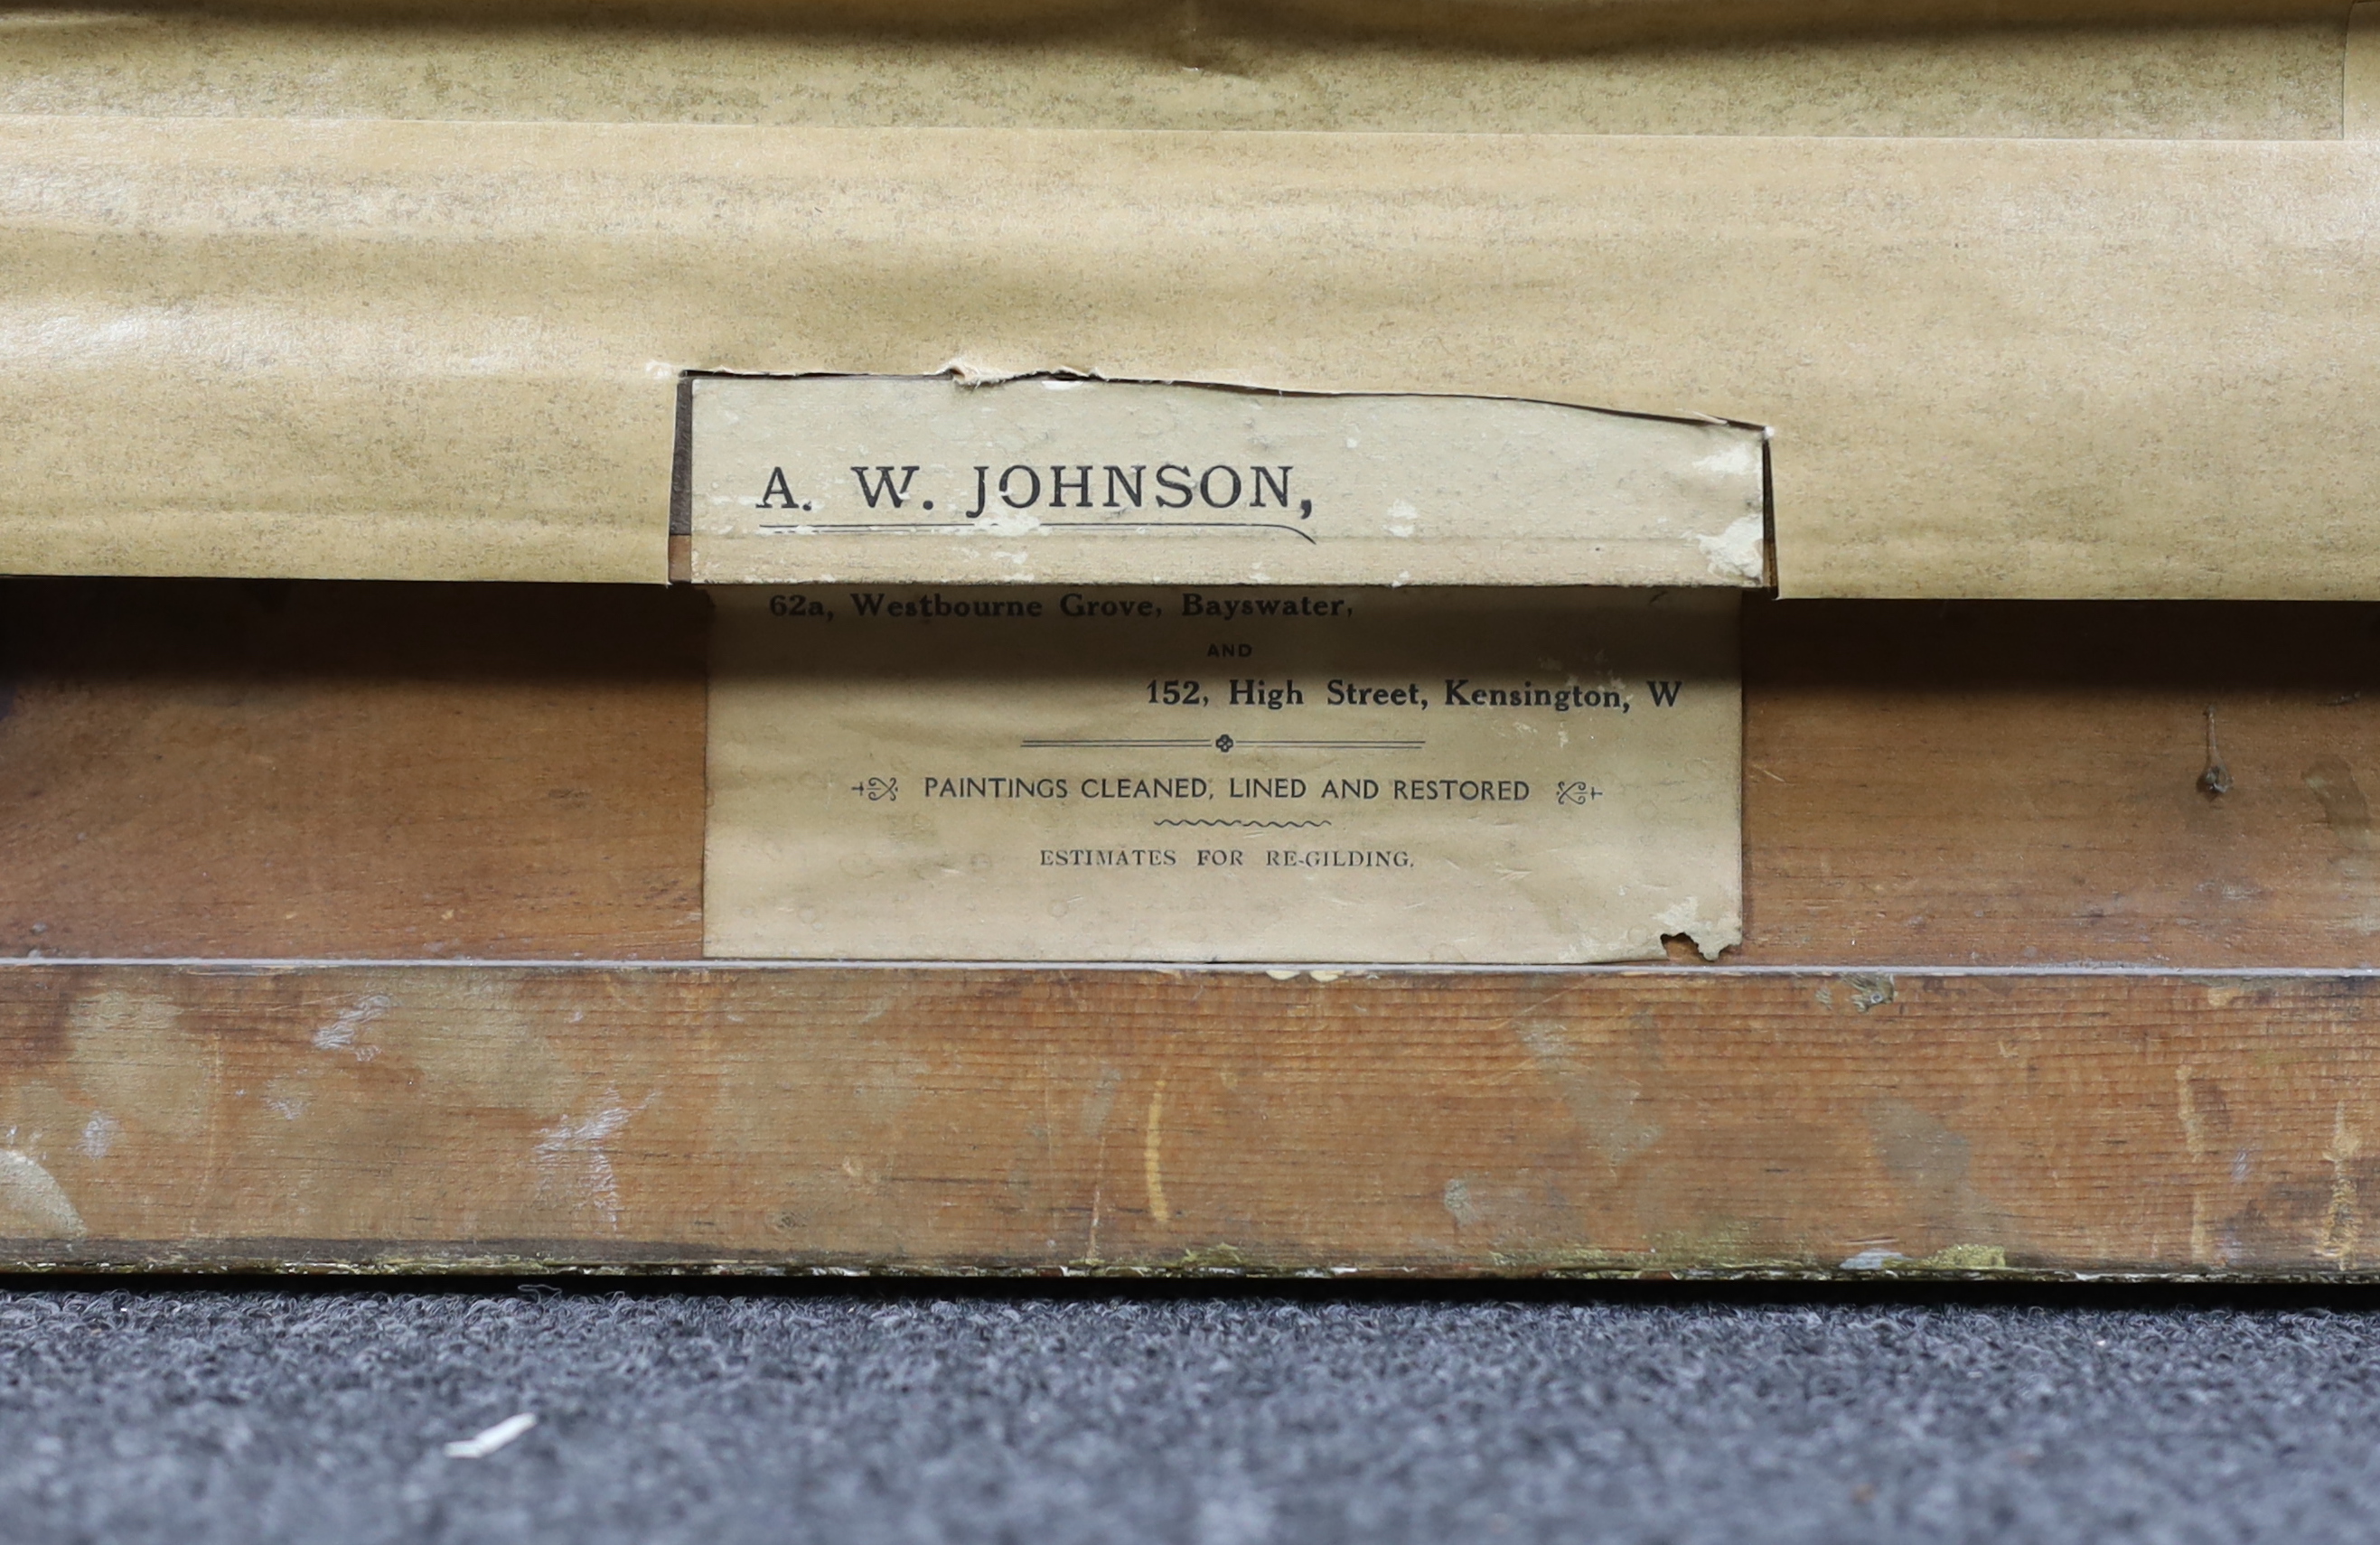 A. W. JOHNSON,
62a, Westbourne Grove, Bayswater,
AND
152, High Street, Kensington, W
PAINTINGS CLEANED, LINED AND RESTORED
ESTIMATES FOR RE-GILDING.